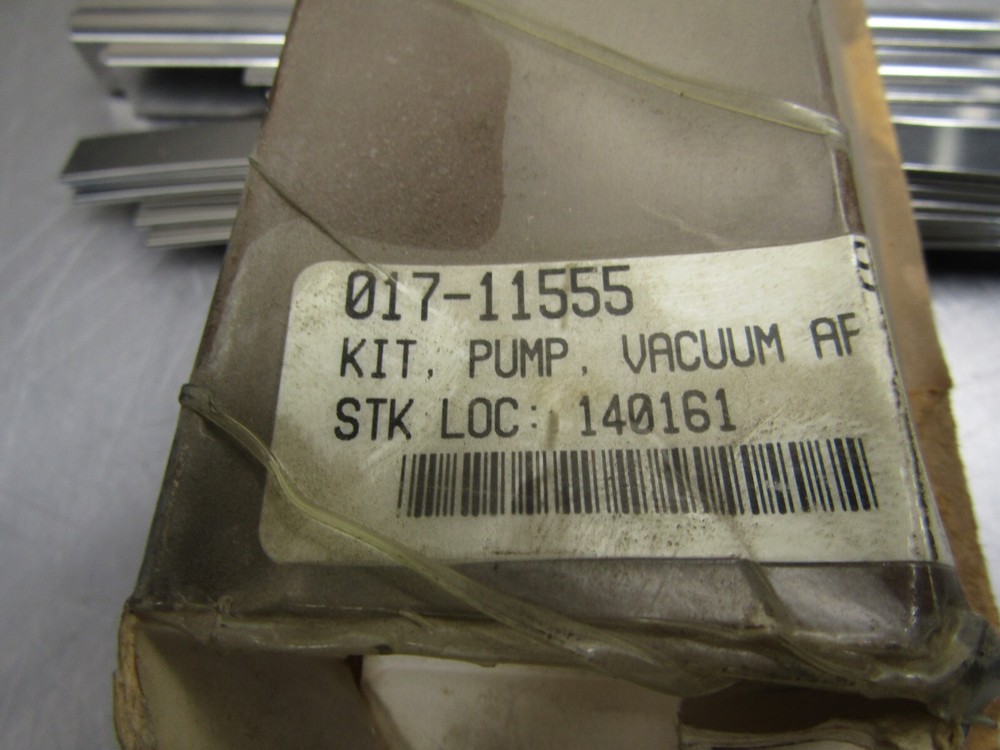 017-11555
KIT, PUMP, VACUUM AF
STK LOC: 140161